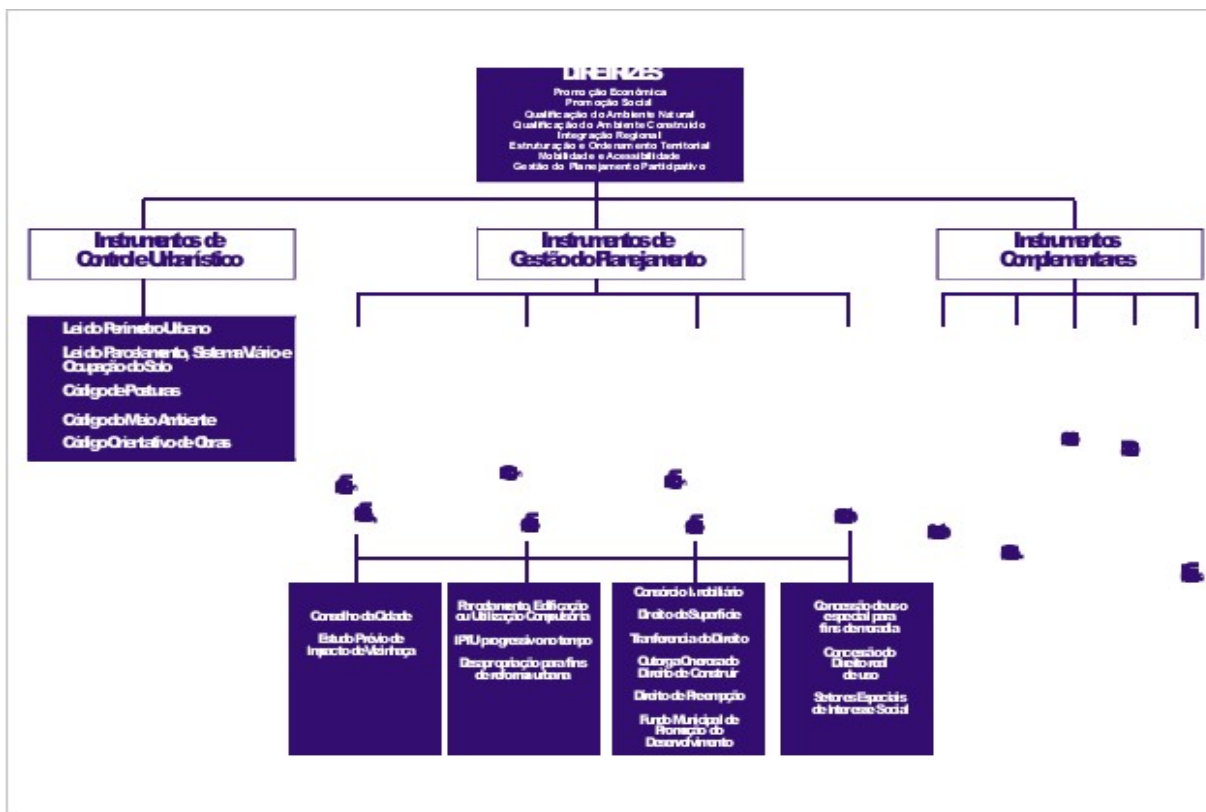 DIRETRIZES
Promoção Econômica
Promoção Social
Qualificação do Ambiente Natural
Qualificação do Ambiente Construído
Integração Regional
Estruturação e Ordenamento Territorial
Mobilidade e Acessibilidade
Gestão do Planejamento Participativo
Instrumentos de
Controle Urbanístico
Instrumentos de
Gestão do Planejamento
Instrumentos
Complementares
Lei do Perímetro Urbano
Lei do Parcelamento, Sistema Viário e
Ocupação do Solo
Código de Posturas
Código do Meio Ambiente
Código Orientativo de Obras
Conselho da Cidade
Estudo Prévio de
Impacto de Vizinhaça
Parcelamento, Edificação
ou Utilização Compulsória
IPTU progressivo no tempo
Desapropriação para fins
de reforma urbana
Consórcio Imobiliário
Direito de Superfície
Tranferencia do Direito
Outorga Onerosa do
Direito de Construir
Direito de Preempção
Fundo Municipal de
Promoção do
Desenvolvimento
Concessão de uso
especial para
fins de moradia
Concessão do
Direito real
de uso
Setores Especiais
de Interesse Social